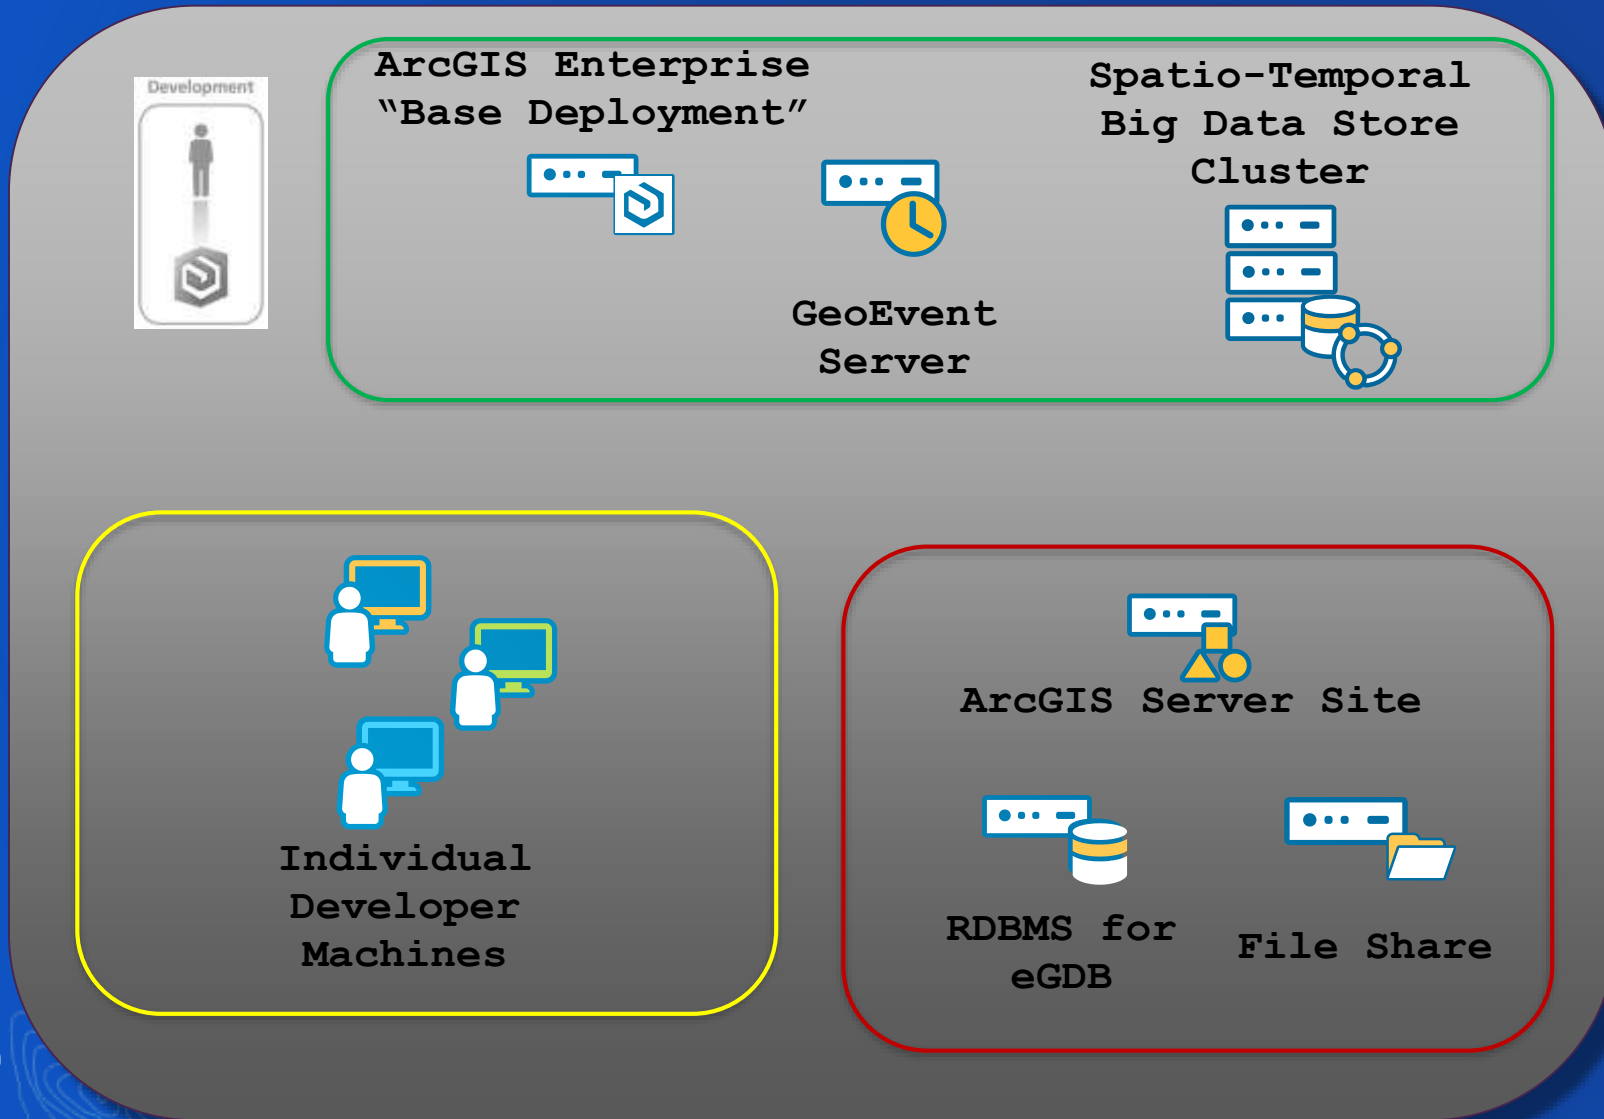 Development
ArcGIS Enterprise
“Base Deployment”
Spatio-Temporal
Big Data Store
Cluster
GeoEvent
Server
Individual
Developer
Machines
ArcGIS Server Site
RDBMS for
eGDB
File Share